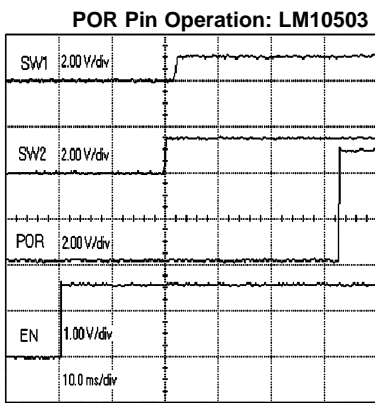 POR Pin Operation: LM10503
SW1 2.00 V/div
SW2 2.00 V/div
POR 2.00 V/div
EN 1.00 V/div
10.0 ms/div